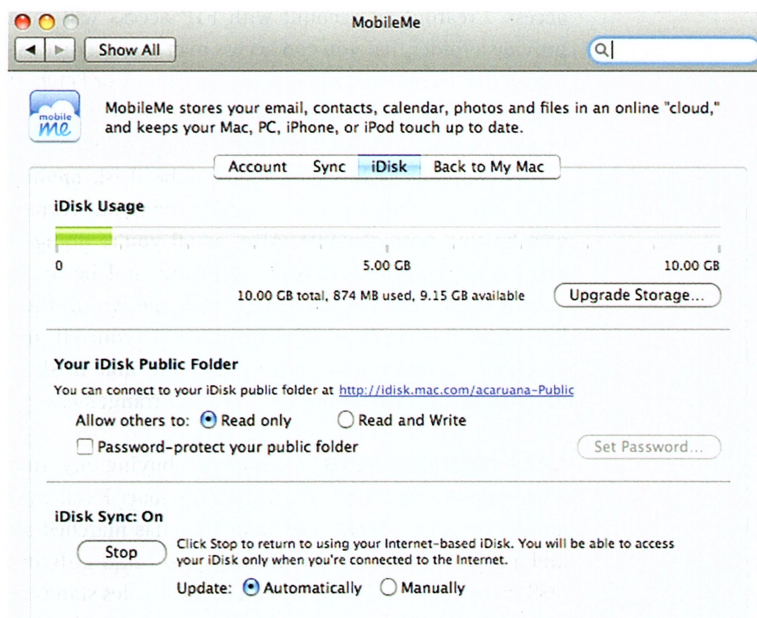 MobileMe
Show All
mobile
me
MobileMe stores your email, contacts, calendar, photos and files in an online "cloud,"
and keeps your Mac, PC, iPhone, or iPod touch up to date.
Account Sync iDisk Back to My Mac
iDisk Usage
0 5.00 GB 10.00 GB
10.00 GB total, 874 MB used, 9.15 GB available Upgrade Storage...
Your iDisk Public Folder
You can connect to your iDisk public folder at http://idisk.mac.com/acaruana-Public
Allow others to: Read only Read and Write
Password-protect your public folder Set Password...
iDisk Sync: On
Stop Click Stop to return to using your Internet-based iDisk. You will be able to access
your iDisk only when you're connected to the Internet.
Update: Automatically Manually